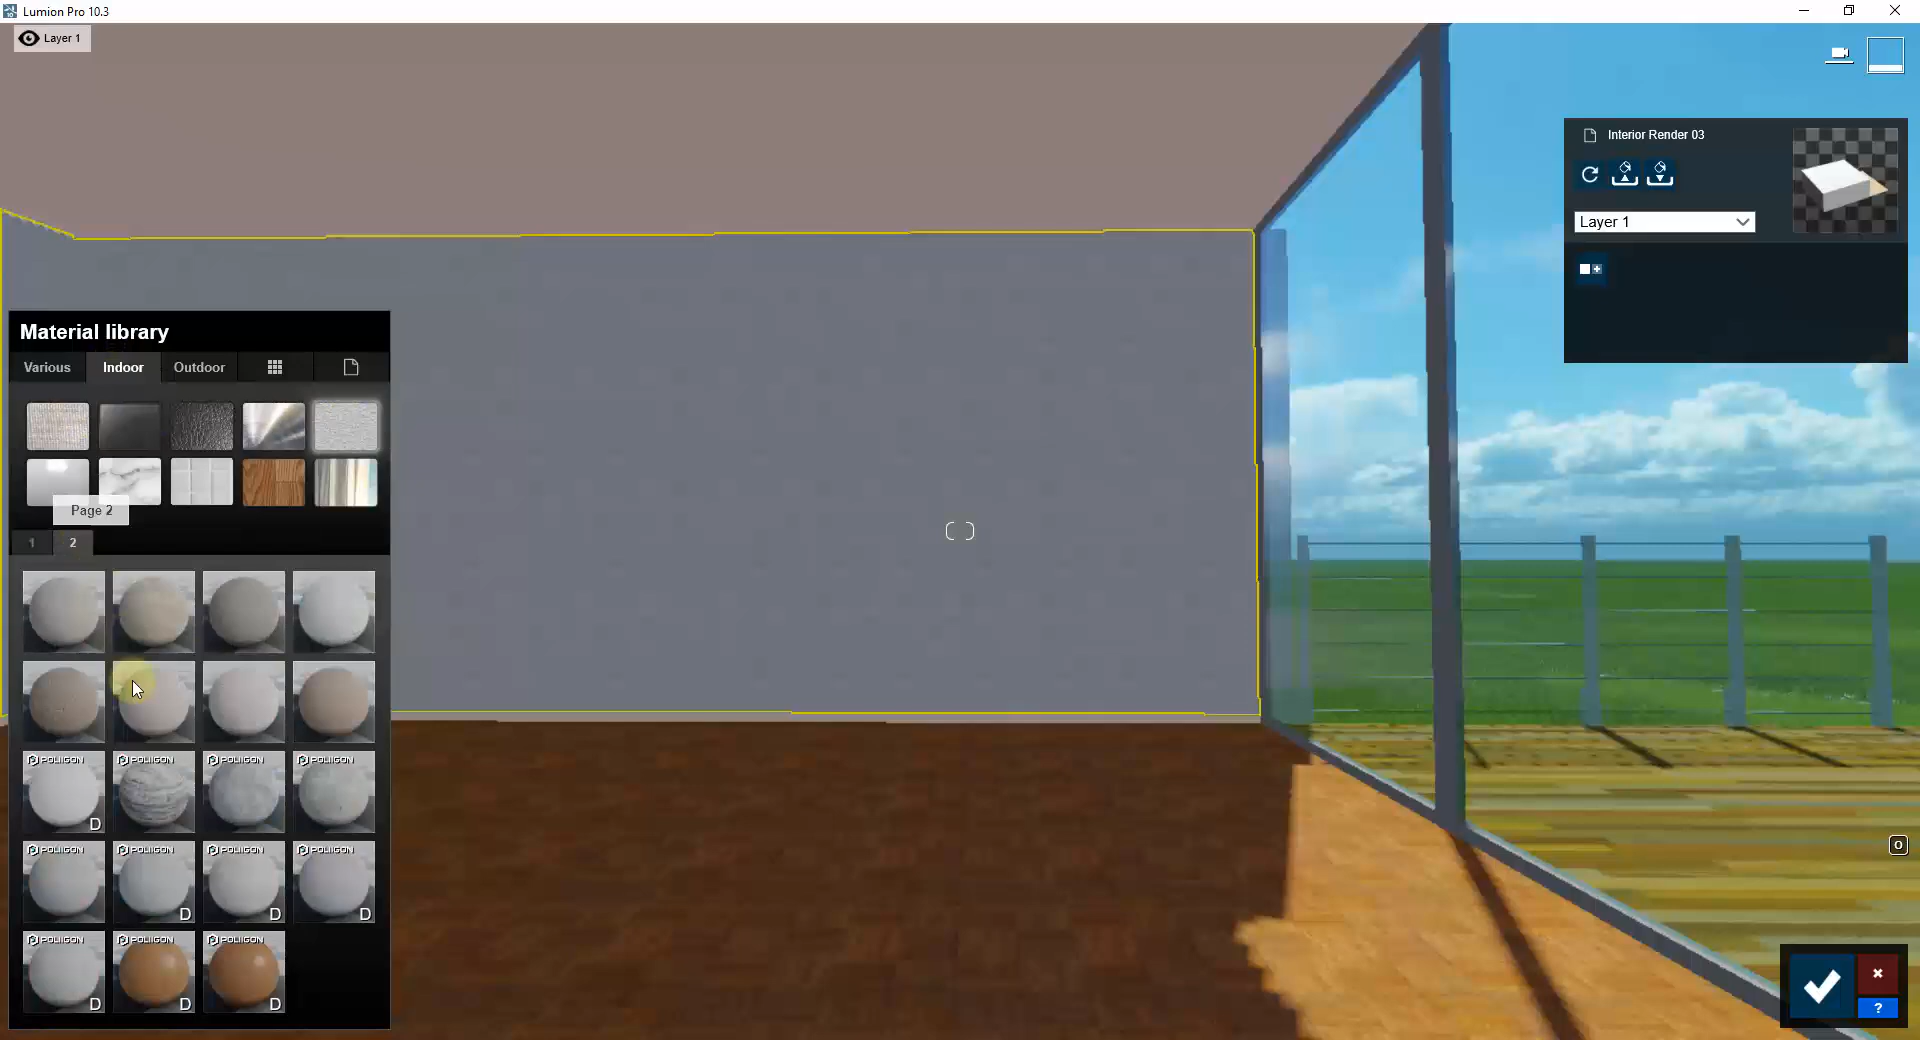 Lumion Pro 10.3
Layer 1
Interior Render 03
Layer 1
Material library
Various
Indoor
Outdoor
Page 2
1
2
POLIIGON
D
POLIIGON
POLIIGON
POLIIGON
POLIIGON
POLIIGON
D
POLIIGON
D
POLIIGON
D
POLIIGON
D
POLIIGON
D
POLIIGON
D
O
?